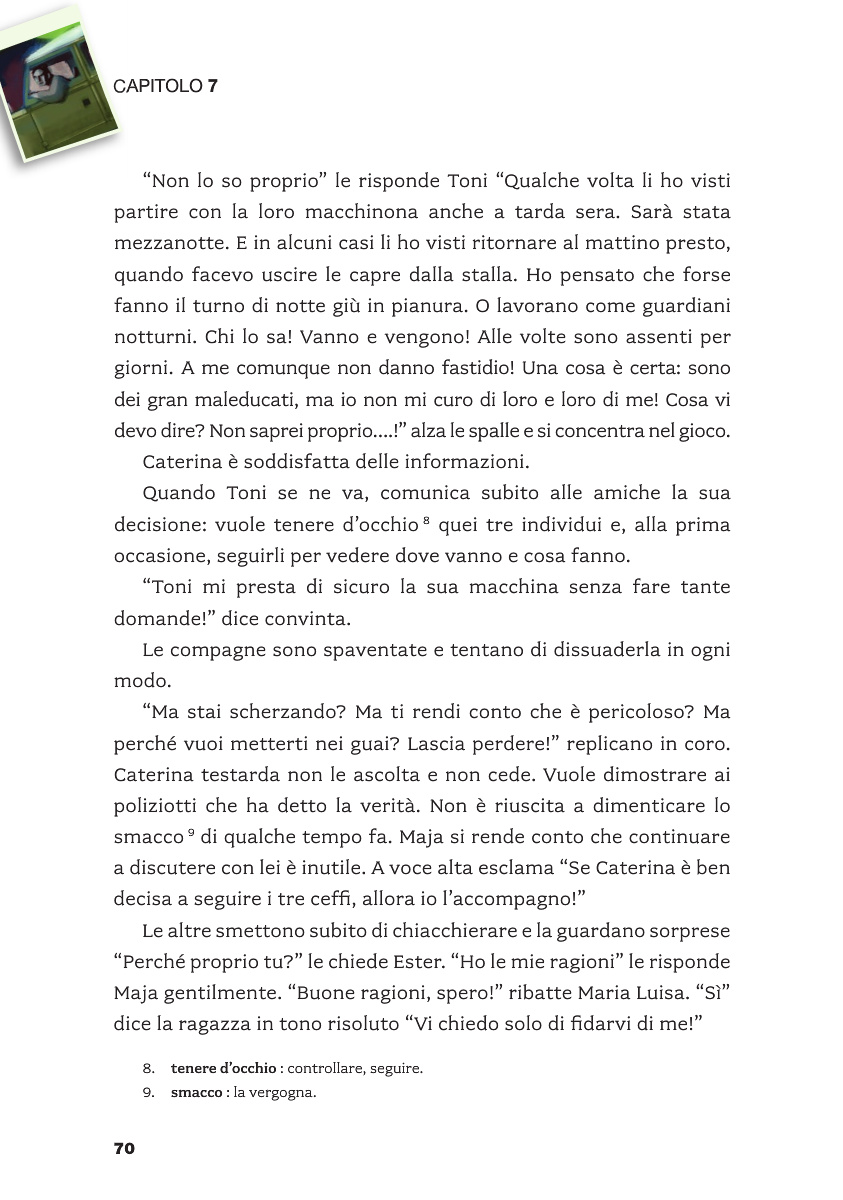 CAPITOLO 7
“Non lo so proprio” le risponde Toni “Qualche volta li ho visti
partire con la loro macchinona anche a tarda sera. Sarà stata
mezzanotte. E in alcuni casi li ho visti ritornare al mattino presto,
quando facevo uscire le capre dalla stalla. Ho pensato che forse
fanno il turno di notte giù in pianura. O lavorano come guardiani
notturni. Chi lo sa! Vanno e vengono! Alle volte sono assenti per
giorni. A me comunque non danno fastidio! Una cosa è certa: sono
dei gran maleducati, ma io non mi curo di loro e loro di me! Cosa vi
devo dire? Non saprei proprio....!” alza le spalle e si concentra nel gioco.
Caterina è soddisfatta delle informazioni.
Quando Toni se ne va, comunica subito alle amiche la sua
decisione: vuole tenere d’occhio ⁸ quei tre individui e, alla prima
occasione, seguirli per vedere dove vanno e cosa fanno.
“Toni mi presta di sicuro la sua macchina senza fare tante
domande!” dice convinta.
Le compagne sono spaventate e tentano di dissuaderla in ogni
modo.
“Ma stai scherzando? Ma ti rendi conto che è pericoloso? Ma
perché vuoi metterti nei guai? Lascia perdere!” replicano in coro.
Caterina testarda non le ascolta e non cede. Vuole dimostrare ai
poliziotti che ha detto la verità. Non è riuscita a dimenticare lo
smacco ⁹ di qualche tempo fa. Maja si rende conto che continuare
a discutere con lei è inutile. A voce alta esclama “Se Caterina è ben
decisa a seguire i tre ceffi, allora io l’accompagno!”
Le altre smettono subito di chiacchierare e la guardano sorprese
“Perché proprio tu?” le chiede Ester. “Ho le mie ragioni” le risponde
Maja gentilmente. “Buone ragioni, spero!” ribatte Maria Luisa. “Sì”
dice la ragazza in tono risoluto “Vi chiedo solo di fidarvi di me!”
8. tenere d’occhio : controllare, seguire.
9. smacco : la vergogna.
70